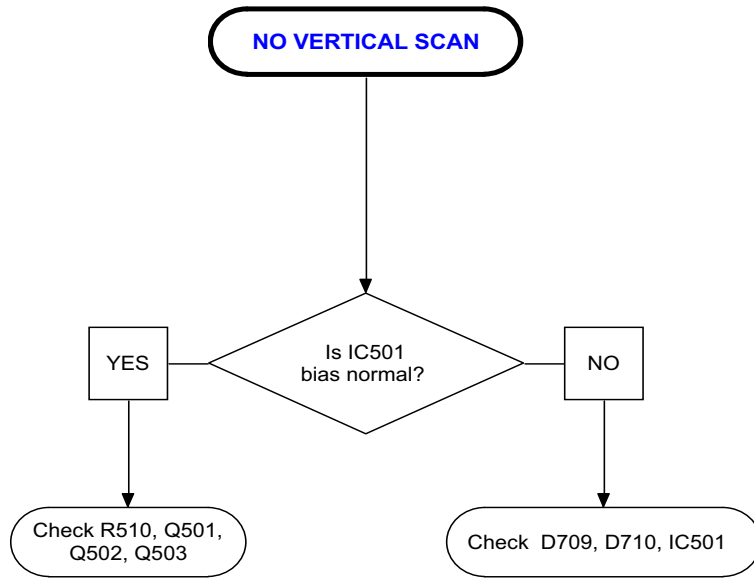 NO VERTICAL SCAN
Is IC501
bias normal?
YES
NO
Check R510, Q501,
Q502, Q503
Check D709, D710, IC501